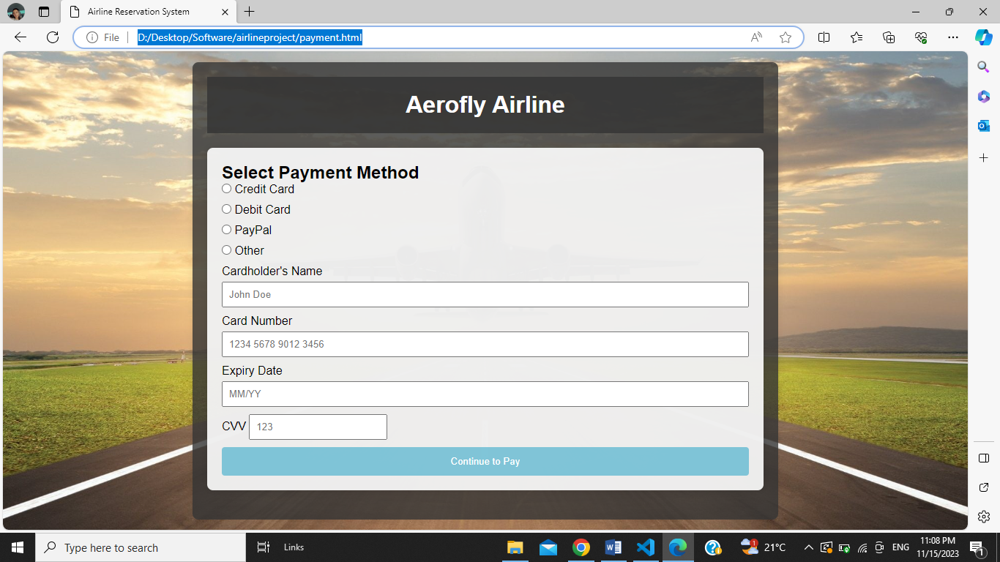 Airline Reservation System
File
D:/Desktop/Software/airlineproject/payment.html
Aerofly Airline
Select Payment Method
Credit Card
Debit Card
PayPal
Other
Cardholder's Name
John Doe
Card Number
1234 5678 9012 3456
Expiry Date
MM/YY
CVV 123
Continue to Pay
Type here to search
Links
1
21°C
ENG
11:08 PM
11/15/2023
1